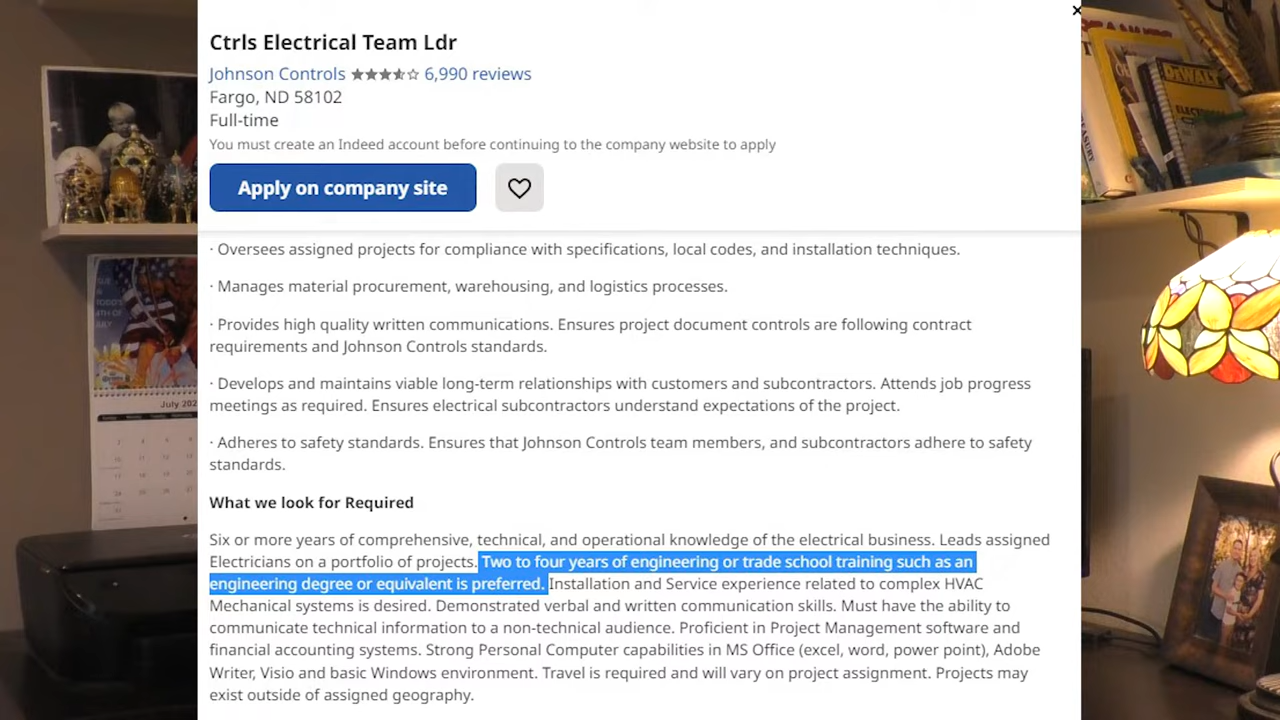 ×
Ctrls Electrical Team Ldr
Johnson Controls ★★★⯪☆ 6,990 reviews
Fargo, ND 58102
Full-time
You must create an Indeed account before continuing to the company website to apply
Apply on company site
· Oversees assigned projects for compliance with specifications, local codes, and installation techniques.
· Manages material procurement, warehousing, and logistics processes.
· Provides high quality written communications. Ensures project document controls are following contract
requirements and Johnson Controls standards.
· Develops and maintains viable long-term relationships with customers and subcontractors. Attends job progress
meetings as required. Ensures electrical subcontractors understand expectations of the project.
· Adheres to safety standards. Ensures that Johnson Controls team members, and subcontractors adhere to safety
standards.
What we look for Required
Six or more years of comprehensive, technical, and operational knowledge of the electrical business. Leads assigned
Electricians on a portfolio of projects. Two to four years of engineering or trade school training such as an
engineering degree or equivalent is preferred. Installation and Service experience related to complex HVAC
Mechanical systems is desired. Demonstrated verbal and written communication skills. Must have the ability to
communicate technical information to a non-technical audience. Proficient in Project Management software and
financial accounting systems. Strong Personal Computer capabilities in MS Office (excel, word, power point), Adobe
Writer, Visio and basic Windows environment. Travel is required and will vary on project assignment. Projects may
exist outside of assigned geography.
July 202
DEWALT